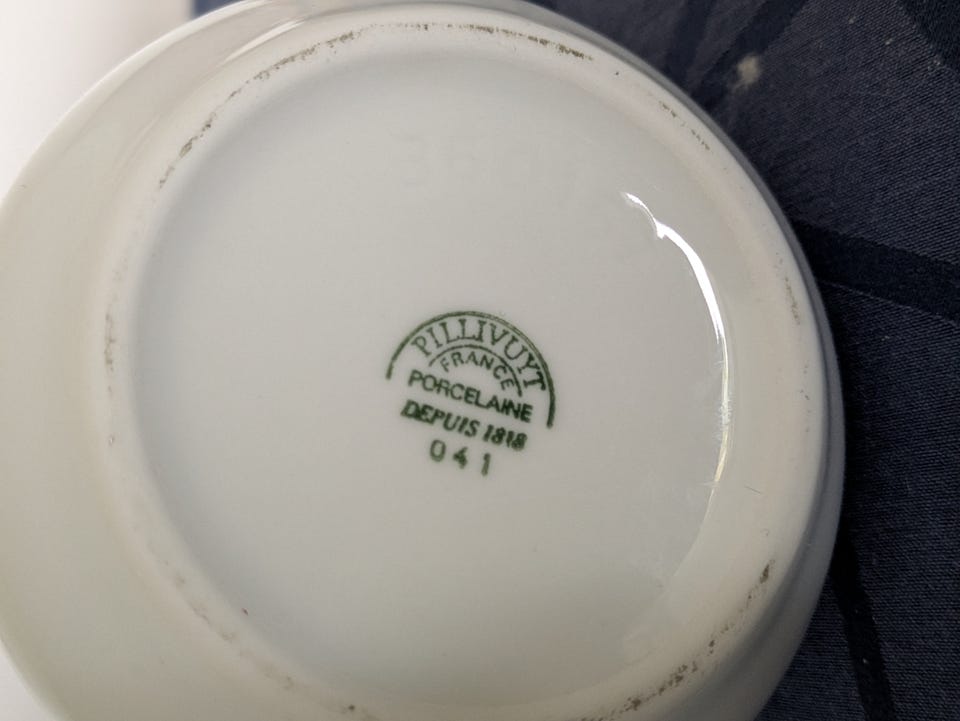 PILLIVUYT
FRANCE
PORCELAINE
DEPUIS 1818
041